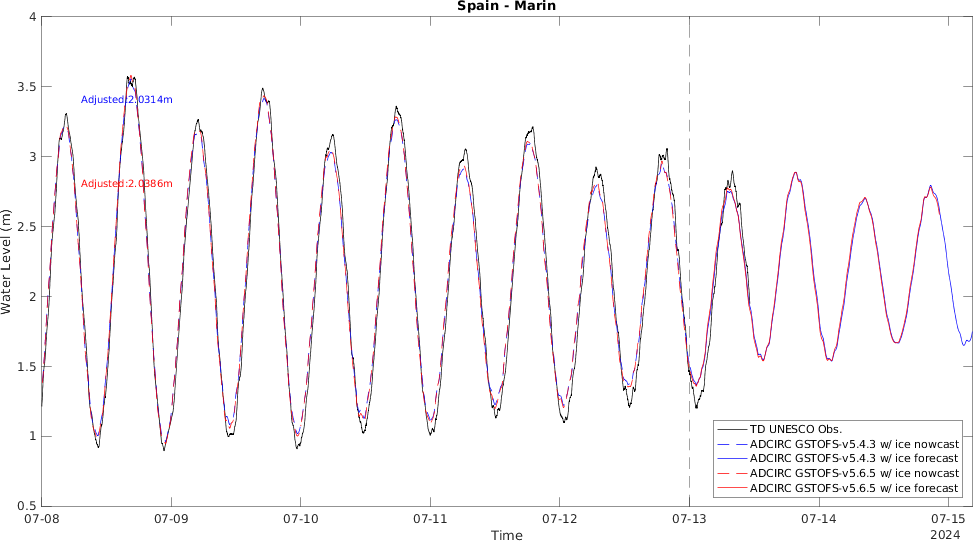 Spain - Marin
4
3.5
3
2.5
2
1.5
1
0.5
Water Level (m)
Adjusted:2.0314m
Adjusted:2.0386m
TD UNESCO Obs.
ADCIRC GSTOFS-v5.4.3 w/ ice nowcast
ADCIRC GSTOFS-v5.4.3 w/ ice forecast
ADCIRC GSTOFS-v5.6.5 w/ ice nowcast
ADCIRC GSTOFS-v5.6.5 w/ ice forecast
07-08 07-09 07-10 07-11 07-12 07-13 07-14 07-15
Time 2024